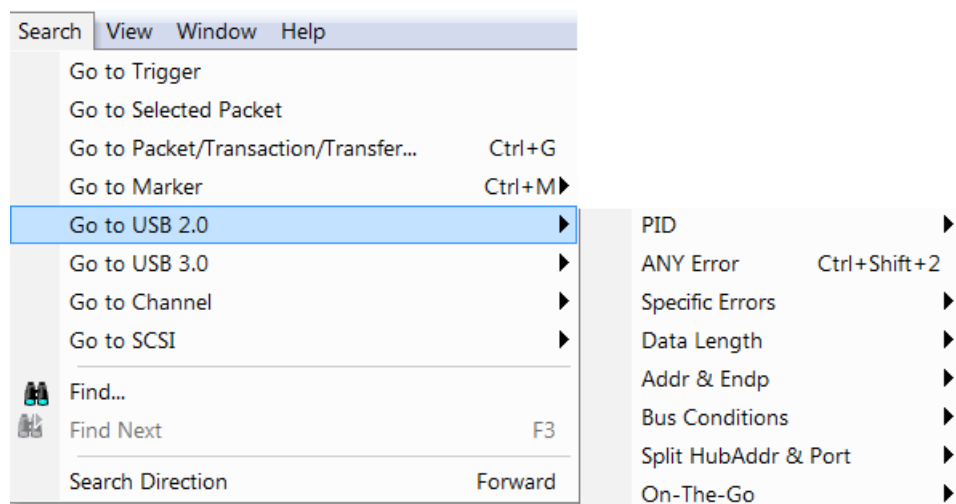 Search View Window Help
Go to Trigger
Go to Selected Packet
Go to Packet/Transaction/Transfer... Ctrl+G
Go to Marker Ctrl+M
Go to USB 2.0
Go to USB 3.0
Go to Channel
Go to SCSI
Find...
Find Next F3
Search Direction Forward
PID
ANY Error Ctrl+Shift+2
Specific Errors
Data Length
Addr & Endp
Bus Conditions
Split HubAddr & Port
On-The-Go